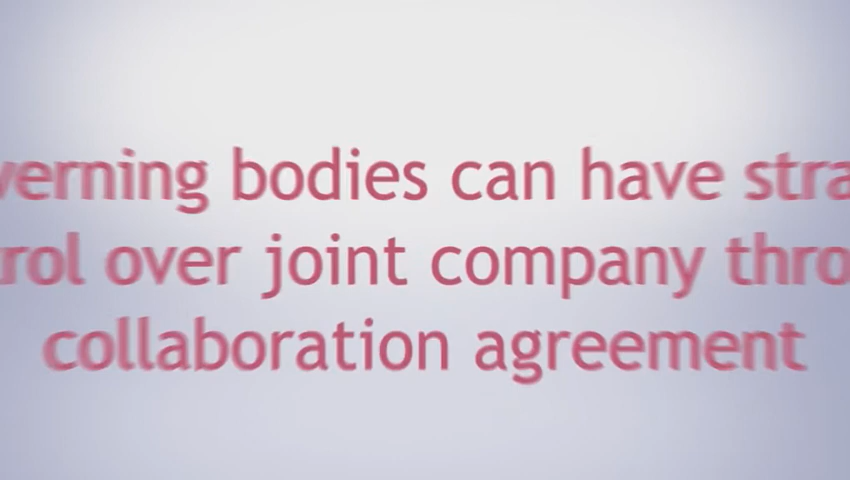 verning bodies can have stra
rol over joint company thro
collaboration agreement